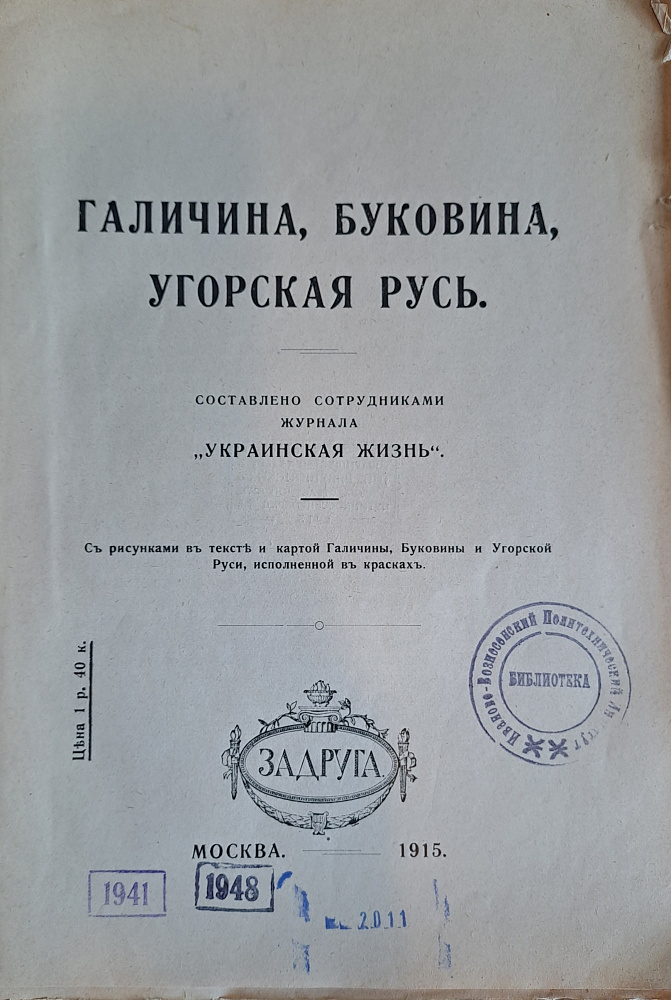 ГАЛИЧИНА, БУКОВИНА,
УГОРСКАЯ РУСЬ.
СОСТАВЛЕНО СОТРУДНИКАМИ
ЖУРНАЛА
„УКРАИНСКАЯ ЖИЗНЬ“.
Съ рисунками въ текстѣ и картой Галичины, Буковины и Угорской
Руси, исполненной въ краскахъ.
Цѣна 1 р. 40 к.
Иваново-Вознесенский Политехнический
БИБЛИОТЕКА
ЗАДРУГА
МОСКВА. 1915.
1941
1948
2011